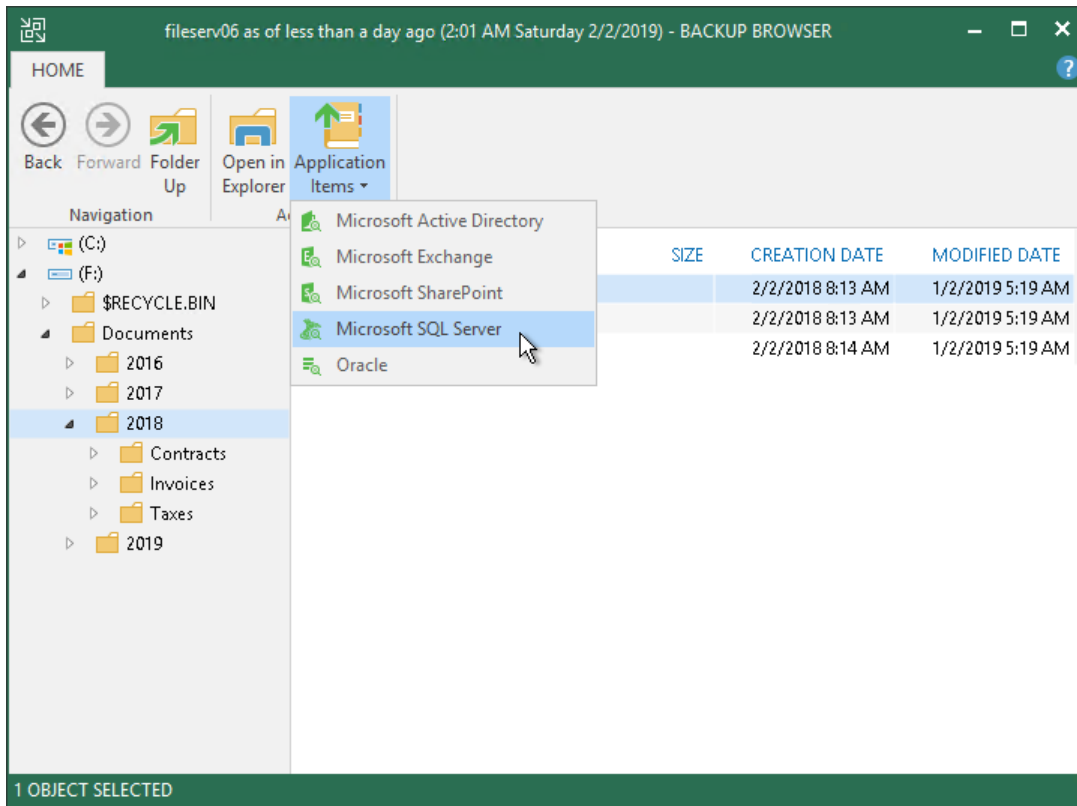 fileserv06 as of less than a day ago (2:01 AM Saturday 2/2/2019) - BACKUP BROWSER
HOME
Back Forward Folder Up
Open in Explorer
Application Items
Navigation
Microsoft Active Directory
Microsoft Exchange
Microsoft SharePoint
Microsoft SQL Server
Oracle
(C:)
(F:)
$RECYCLE.BIN
Documents
2016
2017
2018
Contracts
Invoices
Taxes
2019
SIZE CREATION DATE MODIFIED DATE
2/2/2018 8:13 AM 1/2/2019 5:19 AM
2/2/2018 8:13 AM 1/2/2019 5:19 AM
2/2/2018 8:14 AM 1/2/2019 5:19 AM
1 OBJECT SELECTED